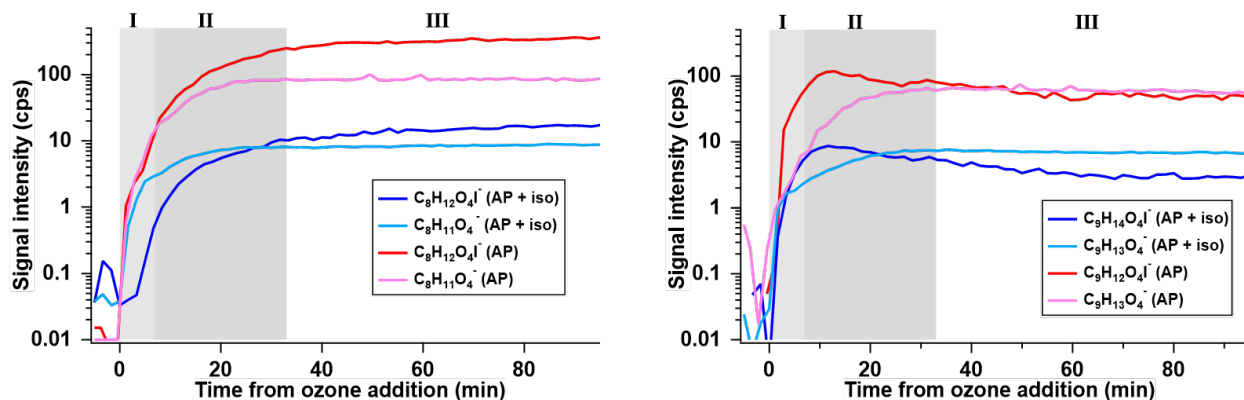 I II III
Signal intensity (cps)
100
10
1
0.1
0.01
0 20 40 60 80
Time from ozone addition (min)
C₈H₁₂O₄I⁻ (AP + iso)
C₈H₁₁O₄⁻ (AP + iso)
C₈H₁₂O₄I⁻ (AP)
C₈H₁₁O₄⁻ (AP)
I II III
Signal intensity (cps)
100
10
1
0.1
0.01
0 20 40 60 80
Time from ozone addition (min)
C₉H₁₄O₄I⁻ (AP + iso)
C₉H₁₃O₄⁻ (AP + iso)
C₉H₁₂O₄I⁻ (AP)
C₉H₁₃O₄⁻ (AP)